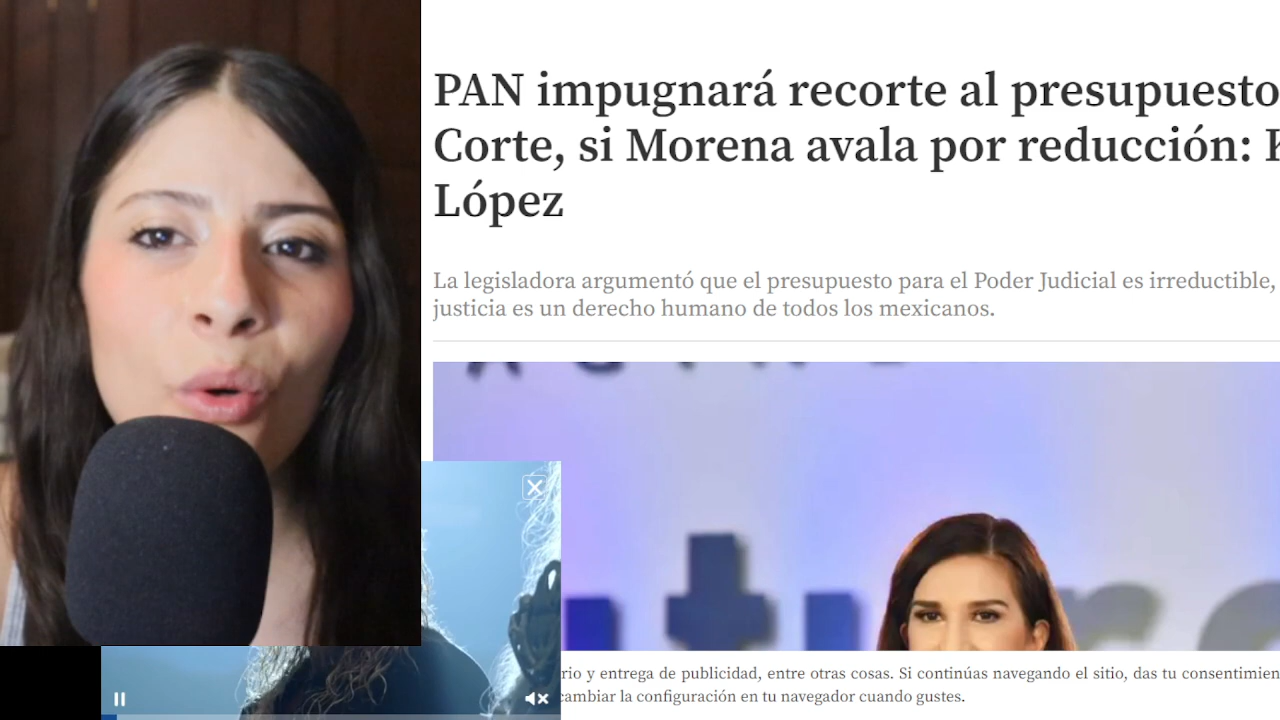 PAN impugnará recorte al presupuesto
Corte, si Morena avala por reducción:
López
La legisladora argumentó que el presupuesto para el Poder Judicial es irreductible,
justicia es un derecho humano de todos los mexicanos.
rio y entrega de publicidad, entre otras cosas. Si continúas navegando el sitio, das tu consentimien
cambiar la configuración en tu navegador cuando gustes.